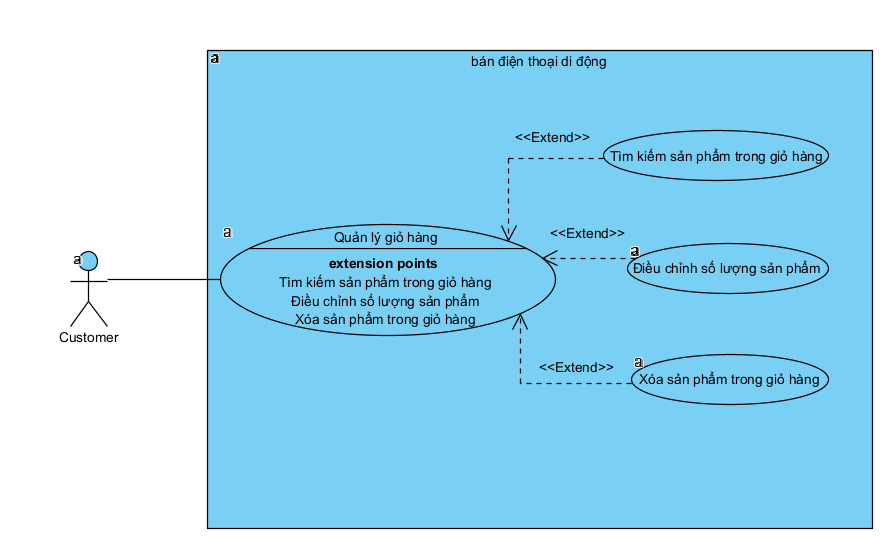 a
bán điện thoại di động
<<Extend>>
Tìm kiếm sản phẩm trong giỏ hàng
a
Quản lý giỏ hàng
<<Extend>>
a
Điều chỉnh số lượng sản phẩm
extension points
Tìm kiếm sản phẩm trong giỏ hàng
Điều chỉnh số lượng sản phẩm
Xóa sản phẩm trong giỏ hàng
a
Customer
<<Extend>>
a
Xóa sản phẩm trong giỏ hàng